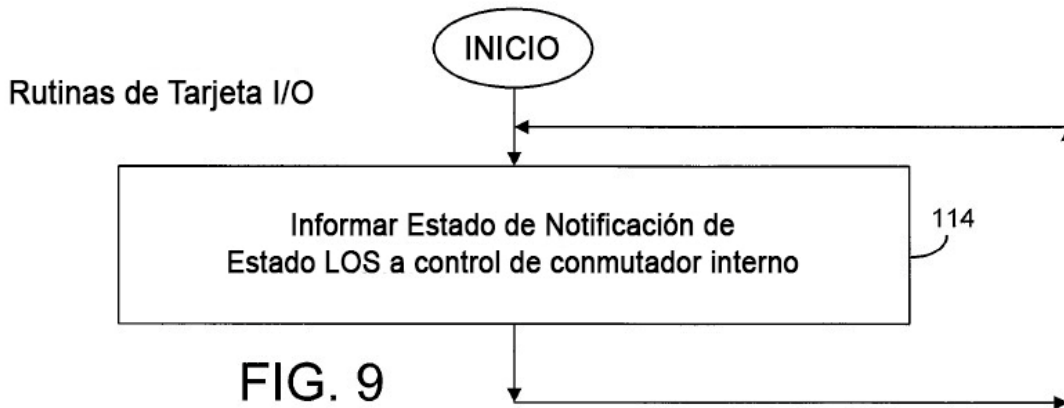 INICIO
Rutinas de Tarjeta I/O
Informar Estado de Notificación de
Estado LOS a control de conmutador interno
114
FIG. 9